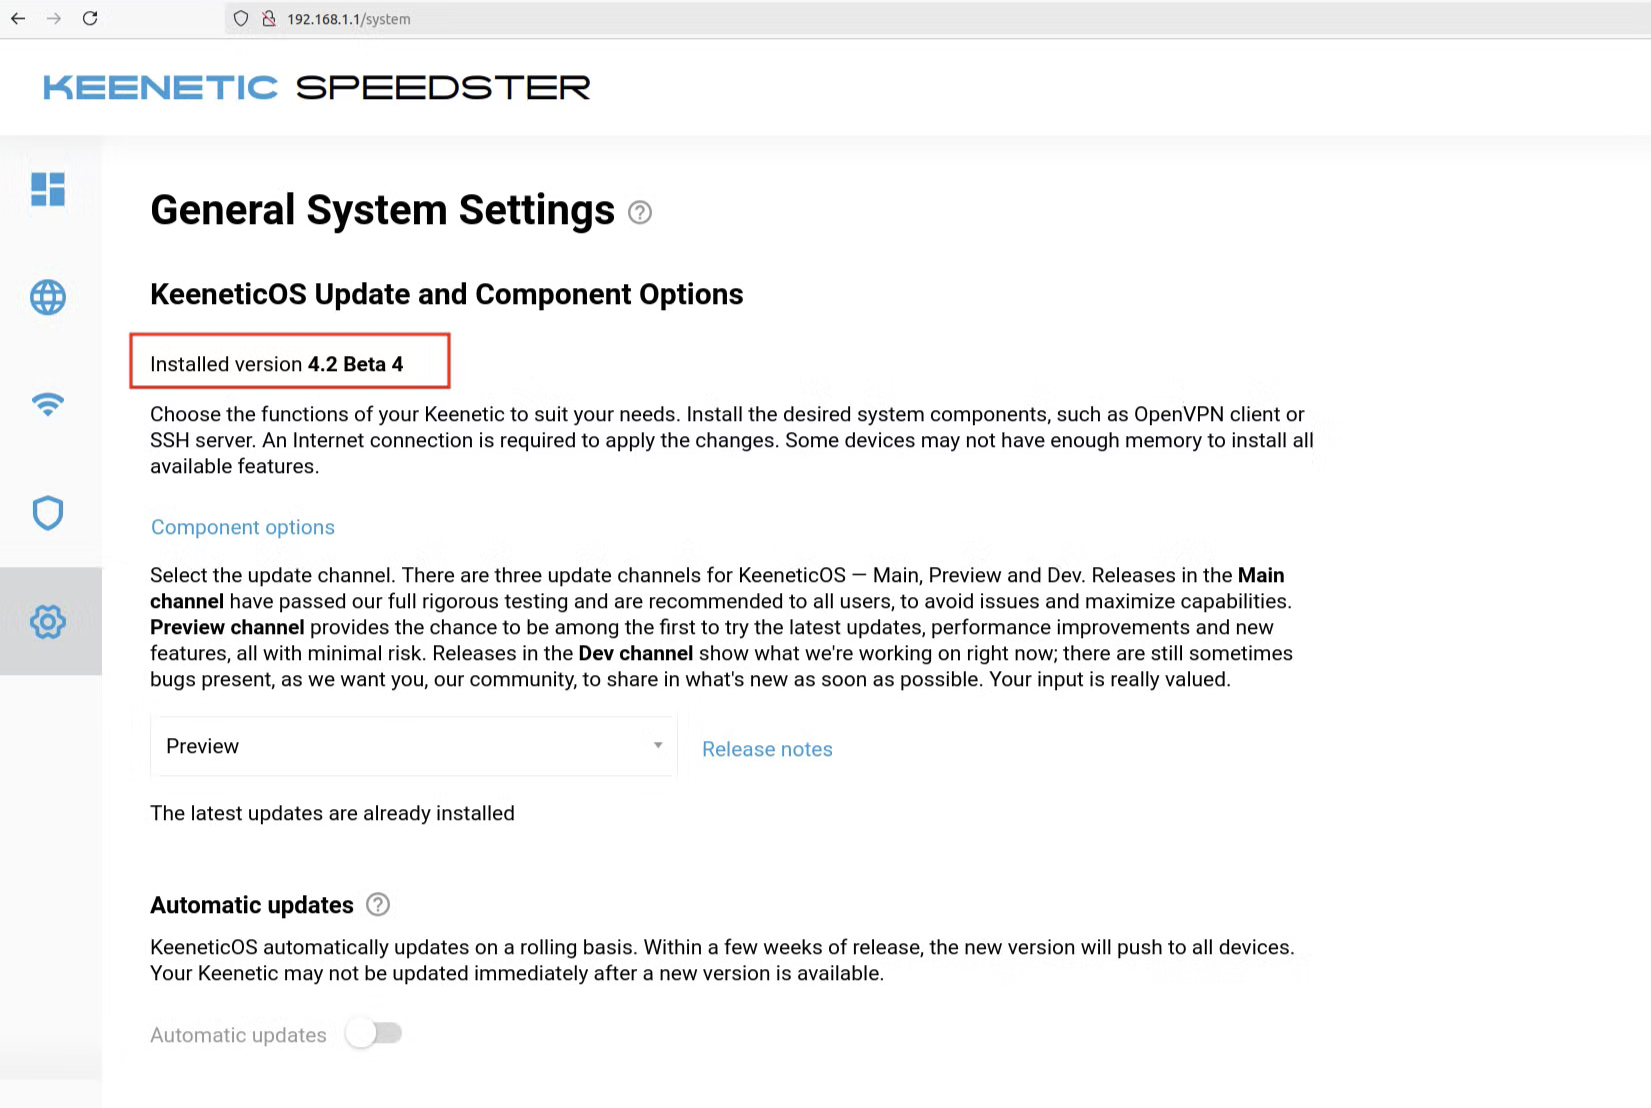 192.168.1.1/system
KEENETIC SPEEDSTER
General System Settings ?
KeeneticOS Update and Component Options
Installed version 4.2 Beta 4
Choose the functions of your Keenetic to suit your needs. Install the desired system components, such as OpenVPN client or
SSH server. An Internet connection is required to apply the changes. Some devices may not have enough memory to install all
available features.
Component options
Select the update channel. There are three update channels for KeeneticOS — Main, Preview and Dev. Releases in the Main
channel have passed our full rigorous testing and are recommended to all users, to avoid issues and maximize capabilities.
Preview channel provides the chance to be among the first to try the latest updates, performance improvements and new
features, all with minimal risk. Releases in the Dev channel show what we're working on right now; there are still sometimes
bugs present, as we want you, our community, to share in what's new as soon as possible. Your input is really valued.
Preview
Release notes
The latest updates are already installed
Automatic updates ?
KeeneticOS automatically updates on a rolling basis. Within a few weeks of release, the new version will push to all devices.
Your Keenetic may not be updated immediately after a new version is available.
Automatic updates